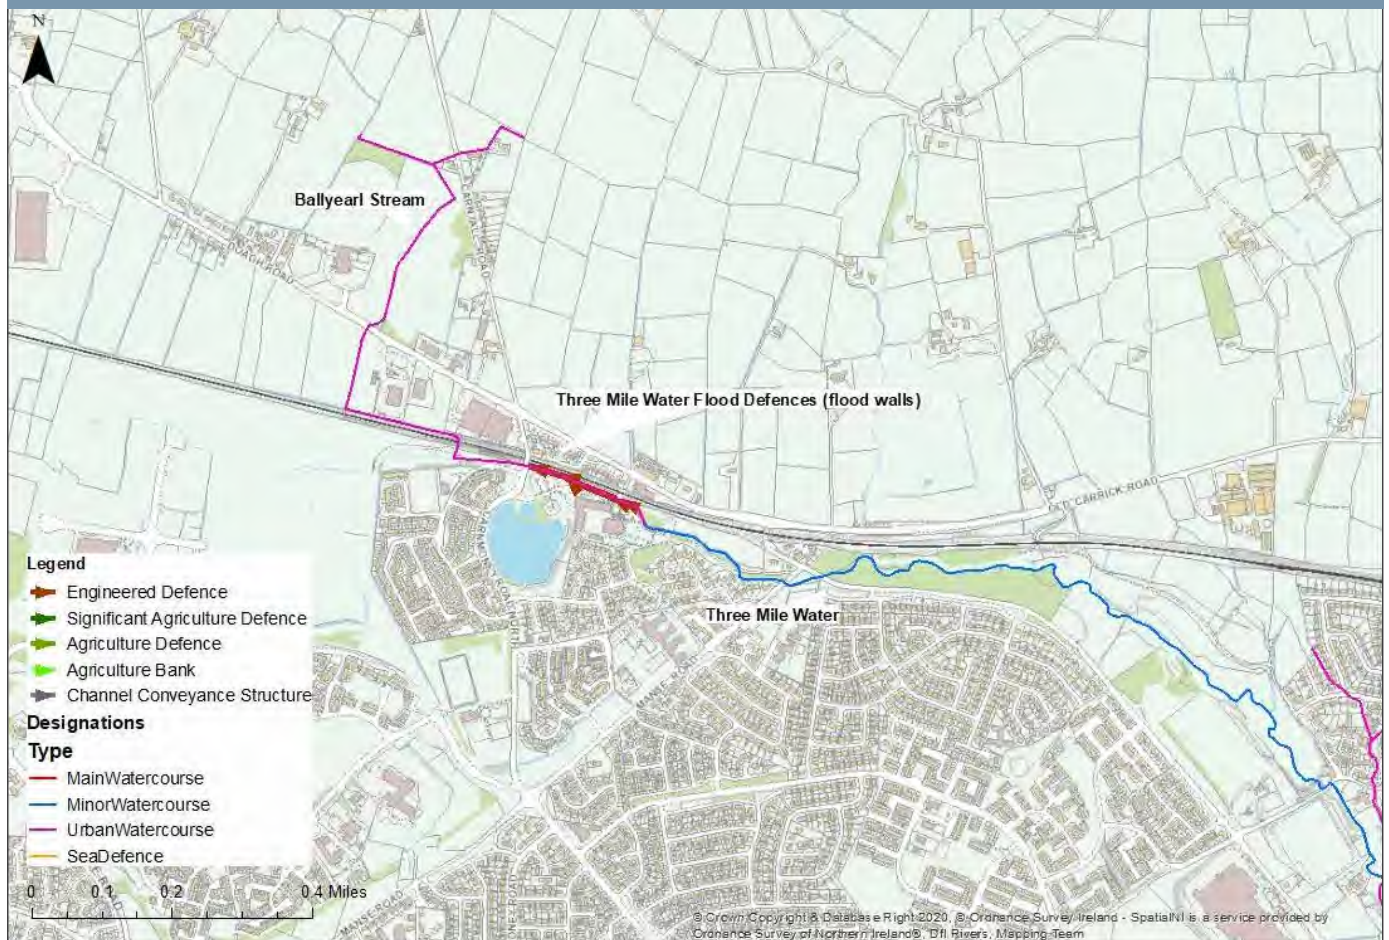 N
Ballyearl Stream
DOAGH ROAD
Three Mile Water Flood Defences (flood walls)
OLD CARRICK ROAD
Three Mile Water
Legend
Engineered Defence
Significant Agriculture Defence
Agriculture Defence
Agriculture Bank
Channel Conveyance Structure
Designations
Type
MainWatercourse
MinorWatercourse
UrbanWatercourse
SeaDefence
0 0.1 0.2 0.4 Miles
MANSE ROAD
© Crown Copyright & Database Right 2020, © Ordnance Survey Ireland - SpatialNI is a service provided by
Ordnance Survey of Northern Ireland®, DfI Rivers, Mapping Team